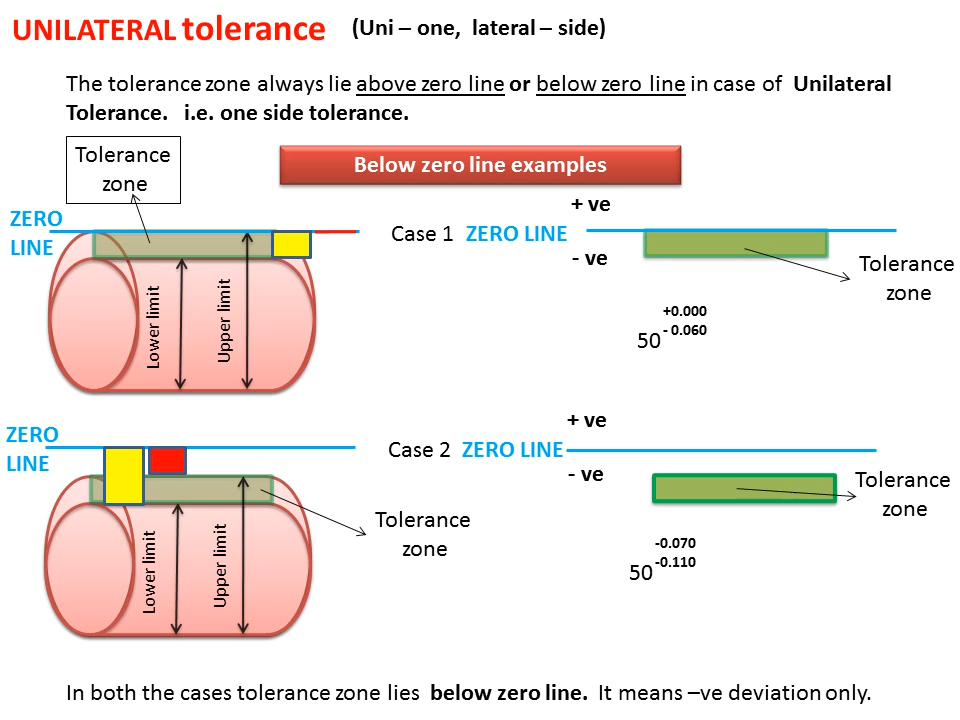 UNILATERAL tolerance (Uni – one, lateral – side)
The tolerance zone always lie above zero line or below zero line in case of Unilateral
Tolerance. i.e. one side tolerance.
Tolerance
zone
Below zero line examples
ZERO
LINE
Lower limit
Upper limit
Case 1 ZERO LINE
+ ve
- ve
Tolerance
zone
50
+0.000
- 0.060
ZERO
LINE
Lower limit
Upper limit
Tolerance
zone
Case 2 ZERO LINE
+ ve
- ve
Tolerance
zone
50
-0.070
-0.110
In both the cases tolerance zone lies below zero line. It means –ve deviation only.